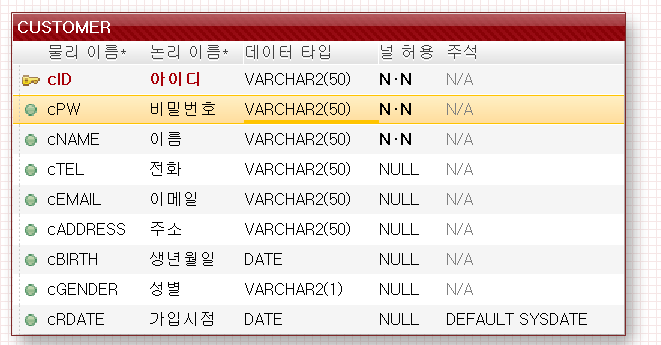 CUSTOMER
물리 이름* 논리 이름* 데이터 타입 널 허용 주석
cID 아이디 VARCHAR2(50) N·N N/A
cPW 비밀번호 VARCHAR2(50) N·N N/A
cNAME 이름 VARCHAR2(50) N·N N/A
cTEL 전화 VARCHAR2(50) NULL N/A
cEMAIL 이메일 VARCHAR2(50) NULL N/A
cADDRESS 주소 VARCHAR2(50) NULL N/A
cBIRTH 생년월일 DATE NULL N/A
cGENDER 성별 VARCHAR2(1) NULL N/A
cRDATE 가입시점 DATE NULL DEFAULT SYSDATE